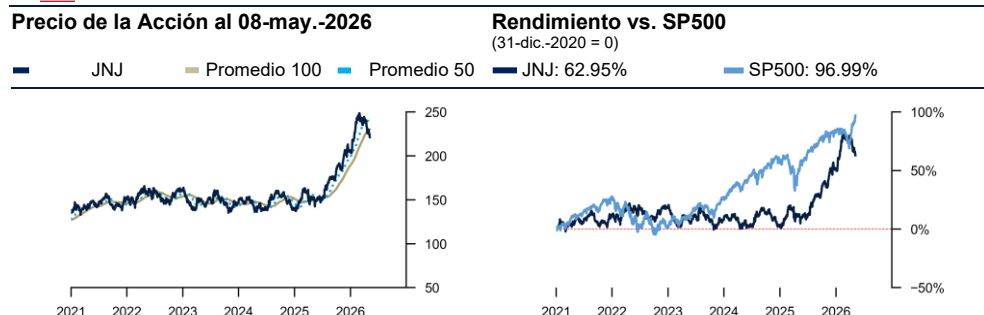 Precio de la Acción al 08-may.-2026
Rendimiento vs. SP500
(31-dic.-2020 = 0)
JNJ Promedio 100 Promedio 50
JNJ: 62.95% SP500: 96.99%
250
200
150
100
50
2021 2022 2023 2024 2025 2026
100%
50%
0%
−50%
2021 2022 2023 2024 2025 2026